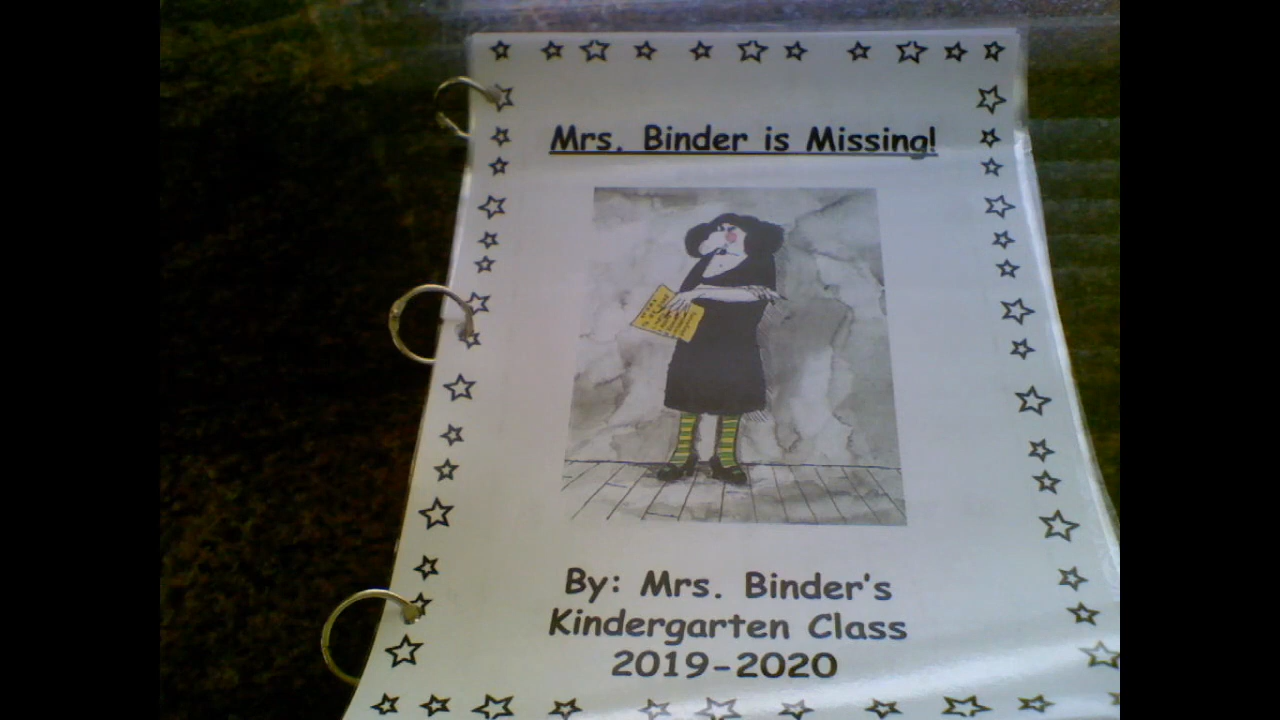 Mrs. Binder is Missing!
By: Mrs. Binder's
Kindergarten Class
2019-2020